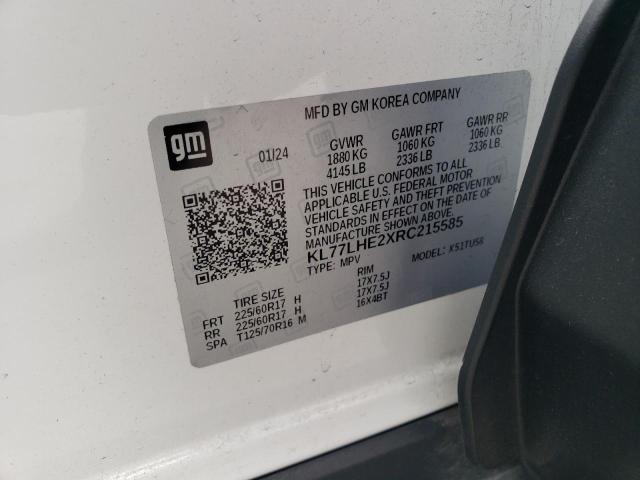 MFD BY GM KOREA COMPANY
gm
01/24
GVWR GAWR FRT GAWR RR
1880 KG 1060 KG 1060 KG
4145 LB 2336 LB 2336 LB
THIS VEHICLE CONFORMS TO ALL
APPLICABLE U.S. FEDERAL MOTOR
VEHICLE SAFETY AND THEFT PREVENTION
STANDARDS IN EFFECT ON THE DATE OF
MANUFACTURE SHOWN ABOVE.
KL77LHE2XRC215585
TYPE: MPV MODEL: K51TU56
TIRE SIZE RIM
FRT 225/60R17 H 17X7.5J
RR 225/60R17 H 17X7.5J
SPA T125/70R16 M 16X4BT